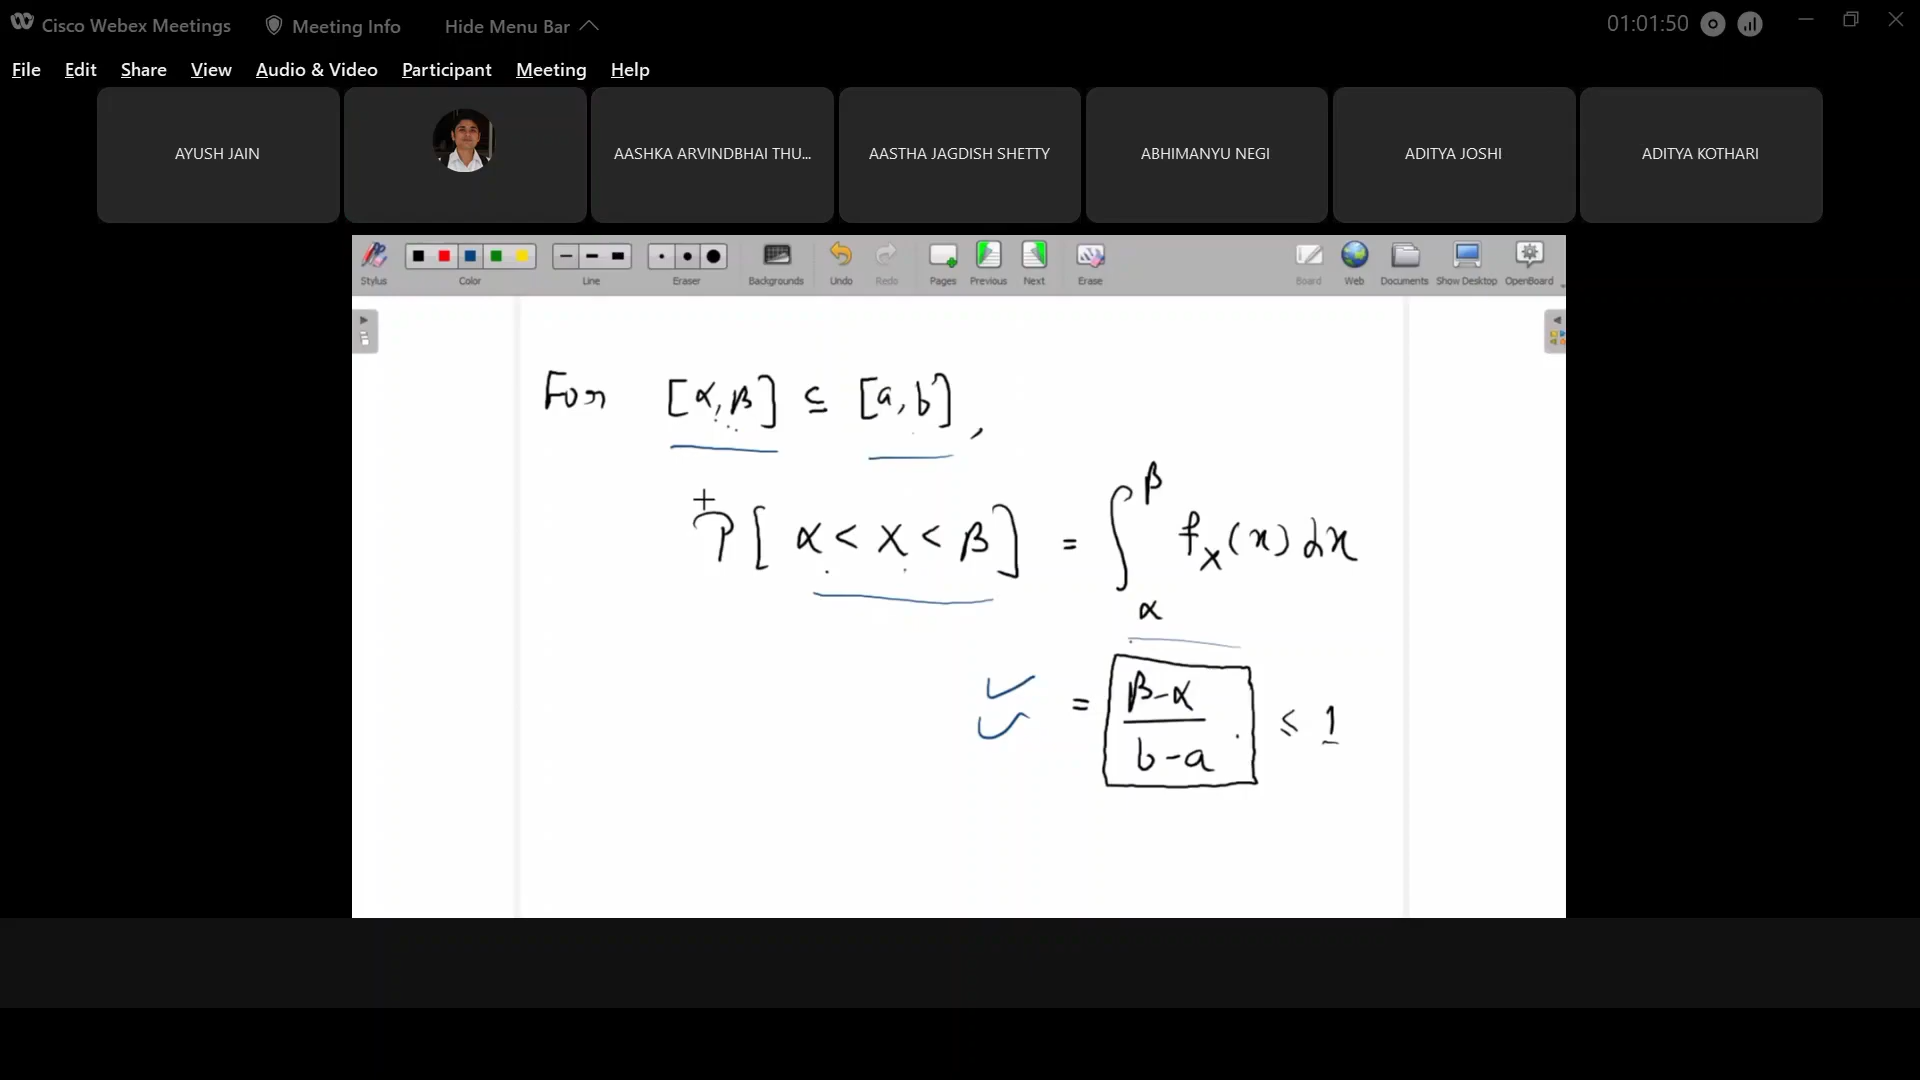 Cisco Webex Meetings Meeting Info Hide Menu Bar 01:01:50
File Edit Share View Audio & Video Participant Meeting Help
AYUSH JAIN
AASHKA ARVINDBHAI THU...
AASTHA JAGDISH SHETTY
ABHIMANYU NEGI
ADITYA JOSHI
ADITYA KOTHARI
Stylus Color Line Eraser Backgrounds Undo Redo Pages Previous Next Erase Board Web Documents Show Desktop OpenBoard
For [α,β] ⊆ [a,b],
P[ α < X < β ] = ∫_α^β f_X(x) dx
= (β-α)/(b-a) ≤ 1